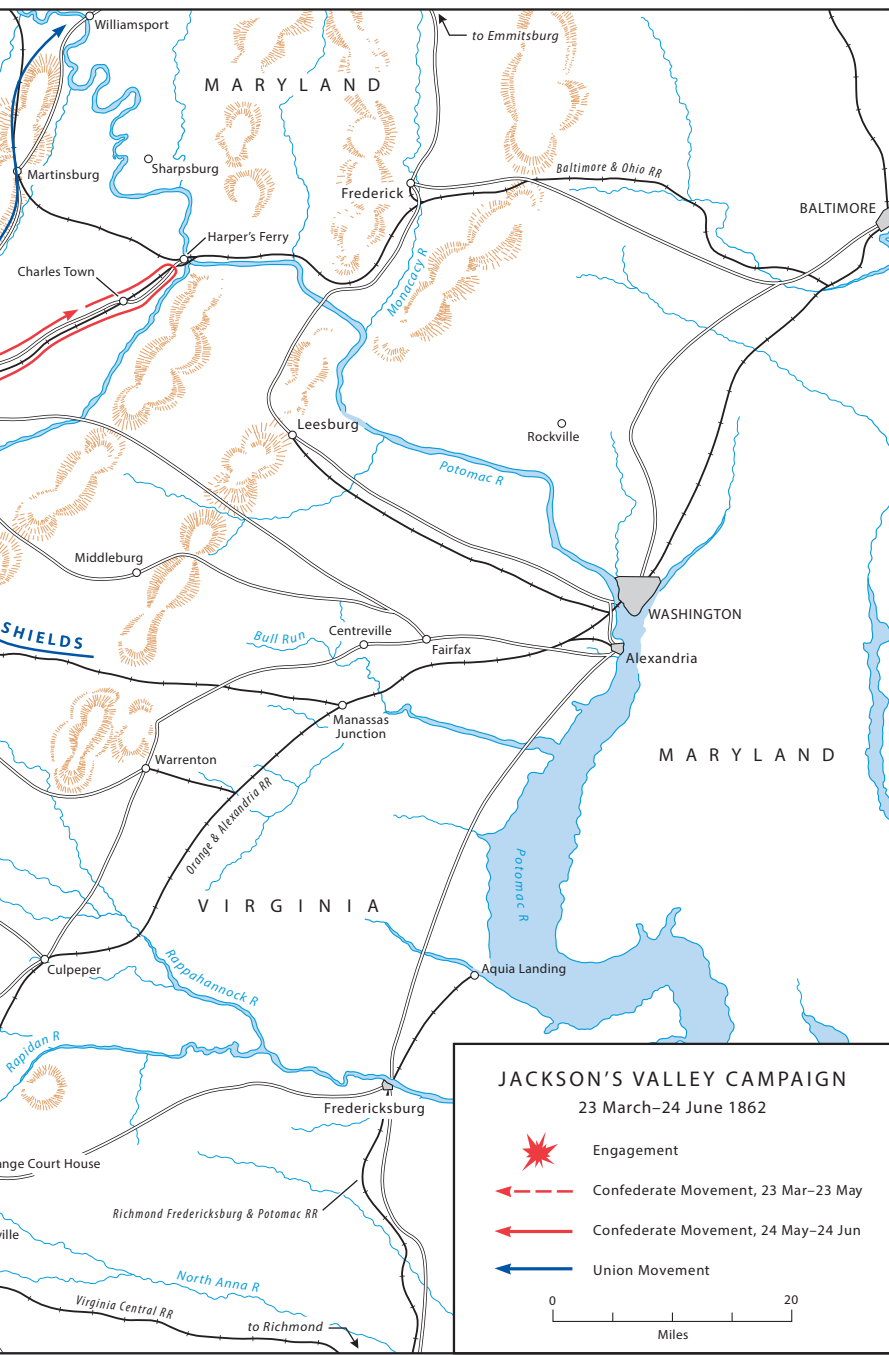 Williamsport
to Emmitsburg
MARYLAND
Baltimore & Ohio RR
Sharpsburg
Martinsburg
Frederick
BALTIMORE
Harper's Ferry
Charles Town
Monacacy R
Leesburg
Rockville
Potomac R
Middleburg
WASHINGTON
SHIELDS
Bull Run
Centreville
Fairfax
Alexandria
Manassas
Junction
MARYLAND
Warrenton
Orange & Alexandria RR
Potomac R
VIRGINIA
Culpeper
Rappahannock R
Aquia Landing
Rapidan R
Fredericksburg
ange Court House
Richmond Fredericksburg & Potomac RR
ville
North Anna R
Virginia Central RR
to Richmond
JACKSON'S VALLEY CAMPAIGN
23 March–24 June 1862
Engagement
Confederate Movement, 23 Mar–23 May
Confederate Movement, 24 May–24 Jun
Union Movement
0 20
Miles